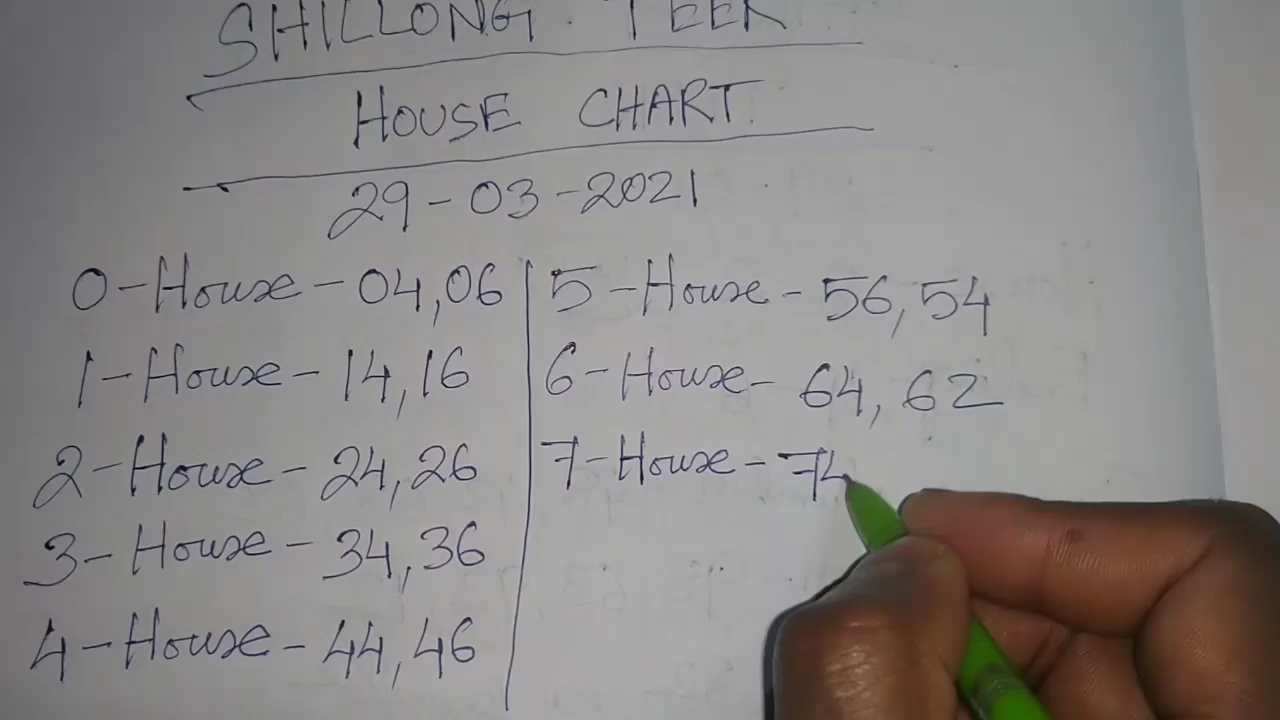 SHILLONG TEER
HOUSE CHART
29-03-2021
0-House-04,06
1-House-14,16
2-House-24,26
3-House-34,36
4-House-44,46
5-House-56,54
6-House-64,62
7-House-74